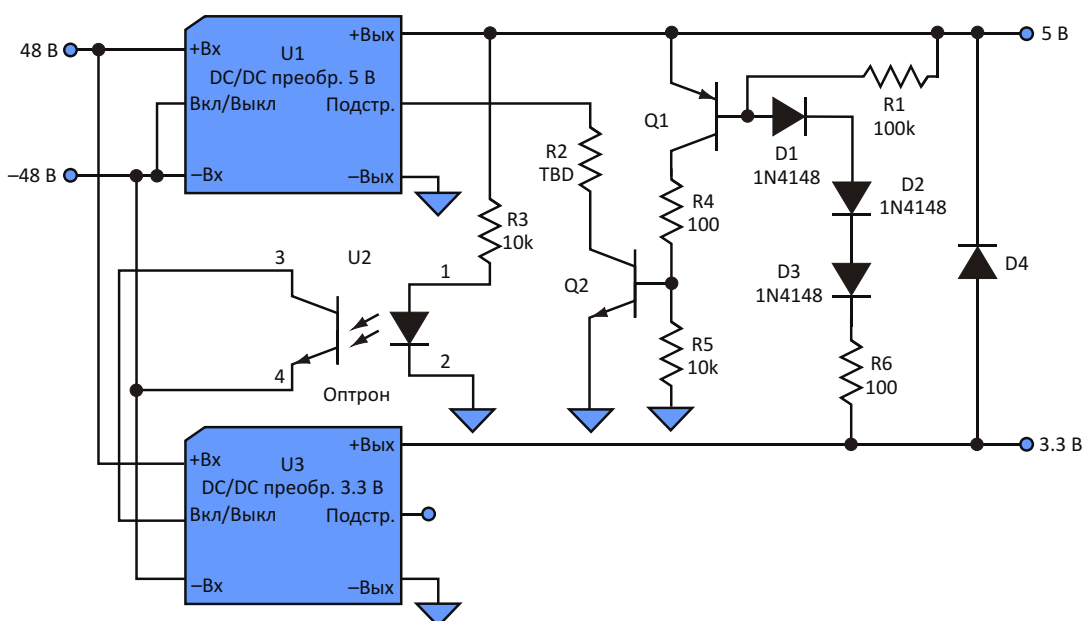 48 В
+Вх
U1
+Вых
5 В
DC/DC преобр. 5 В
Вкл/Выкл
Подстр.
R1
100k
Q1
R2
TBD
D1
1N4148
–48 В
–Вх
–Вых
R4
100
D2
1N4148
R3
10k
3
U2
1
Q2
D3
1N4148
D4
R5
10k
R6
100
4
2
Оптрон
+Вх
U3
+Вых
3.3 В
DC/DC преобр. 3.3 В
Вкл/Выкл
Подстр.
–Вх
–Вых